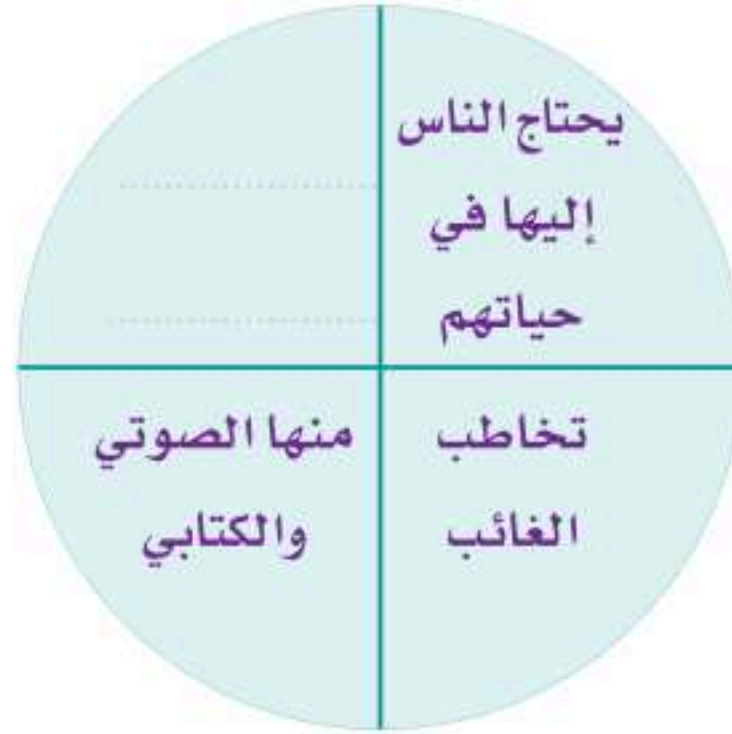 يحتاج الناس
إليها في
حياتهم
تخاطب
الغائب
منها الصوتي
والكتابي